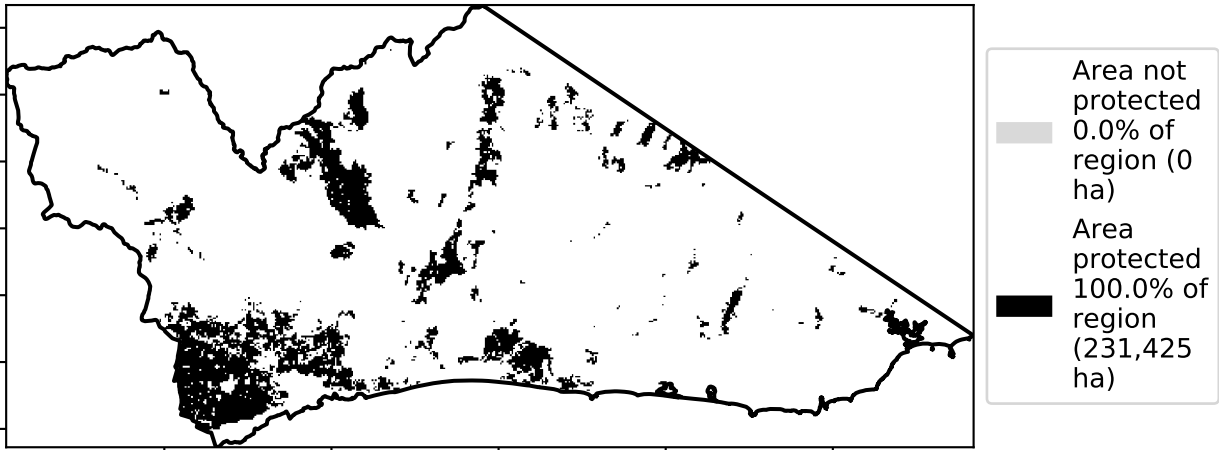 Area not
protected
0.0% of
region (0
ha)
Area
protected
100.0% of
region
(231,425
ha)